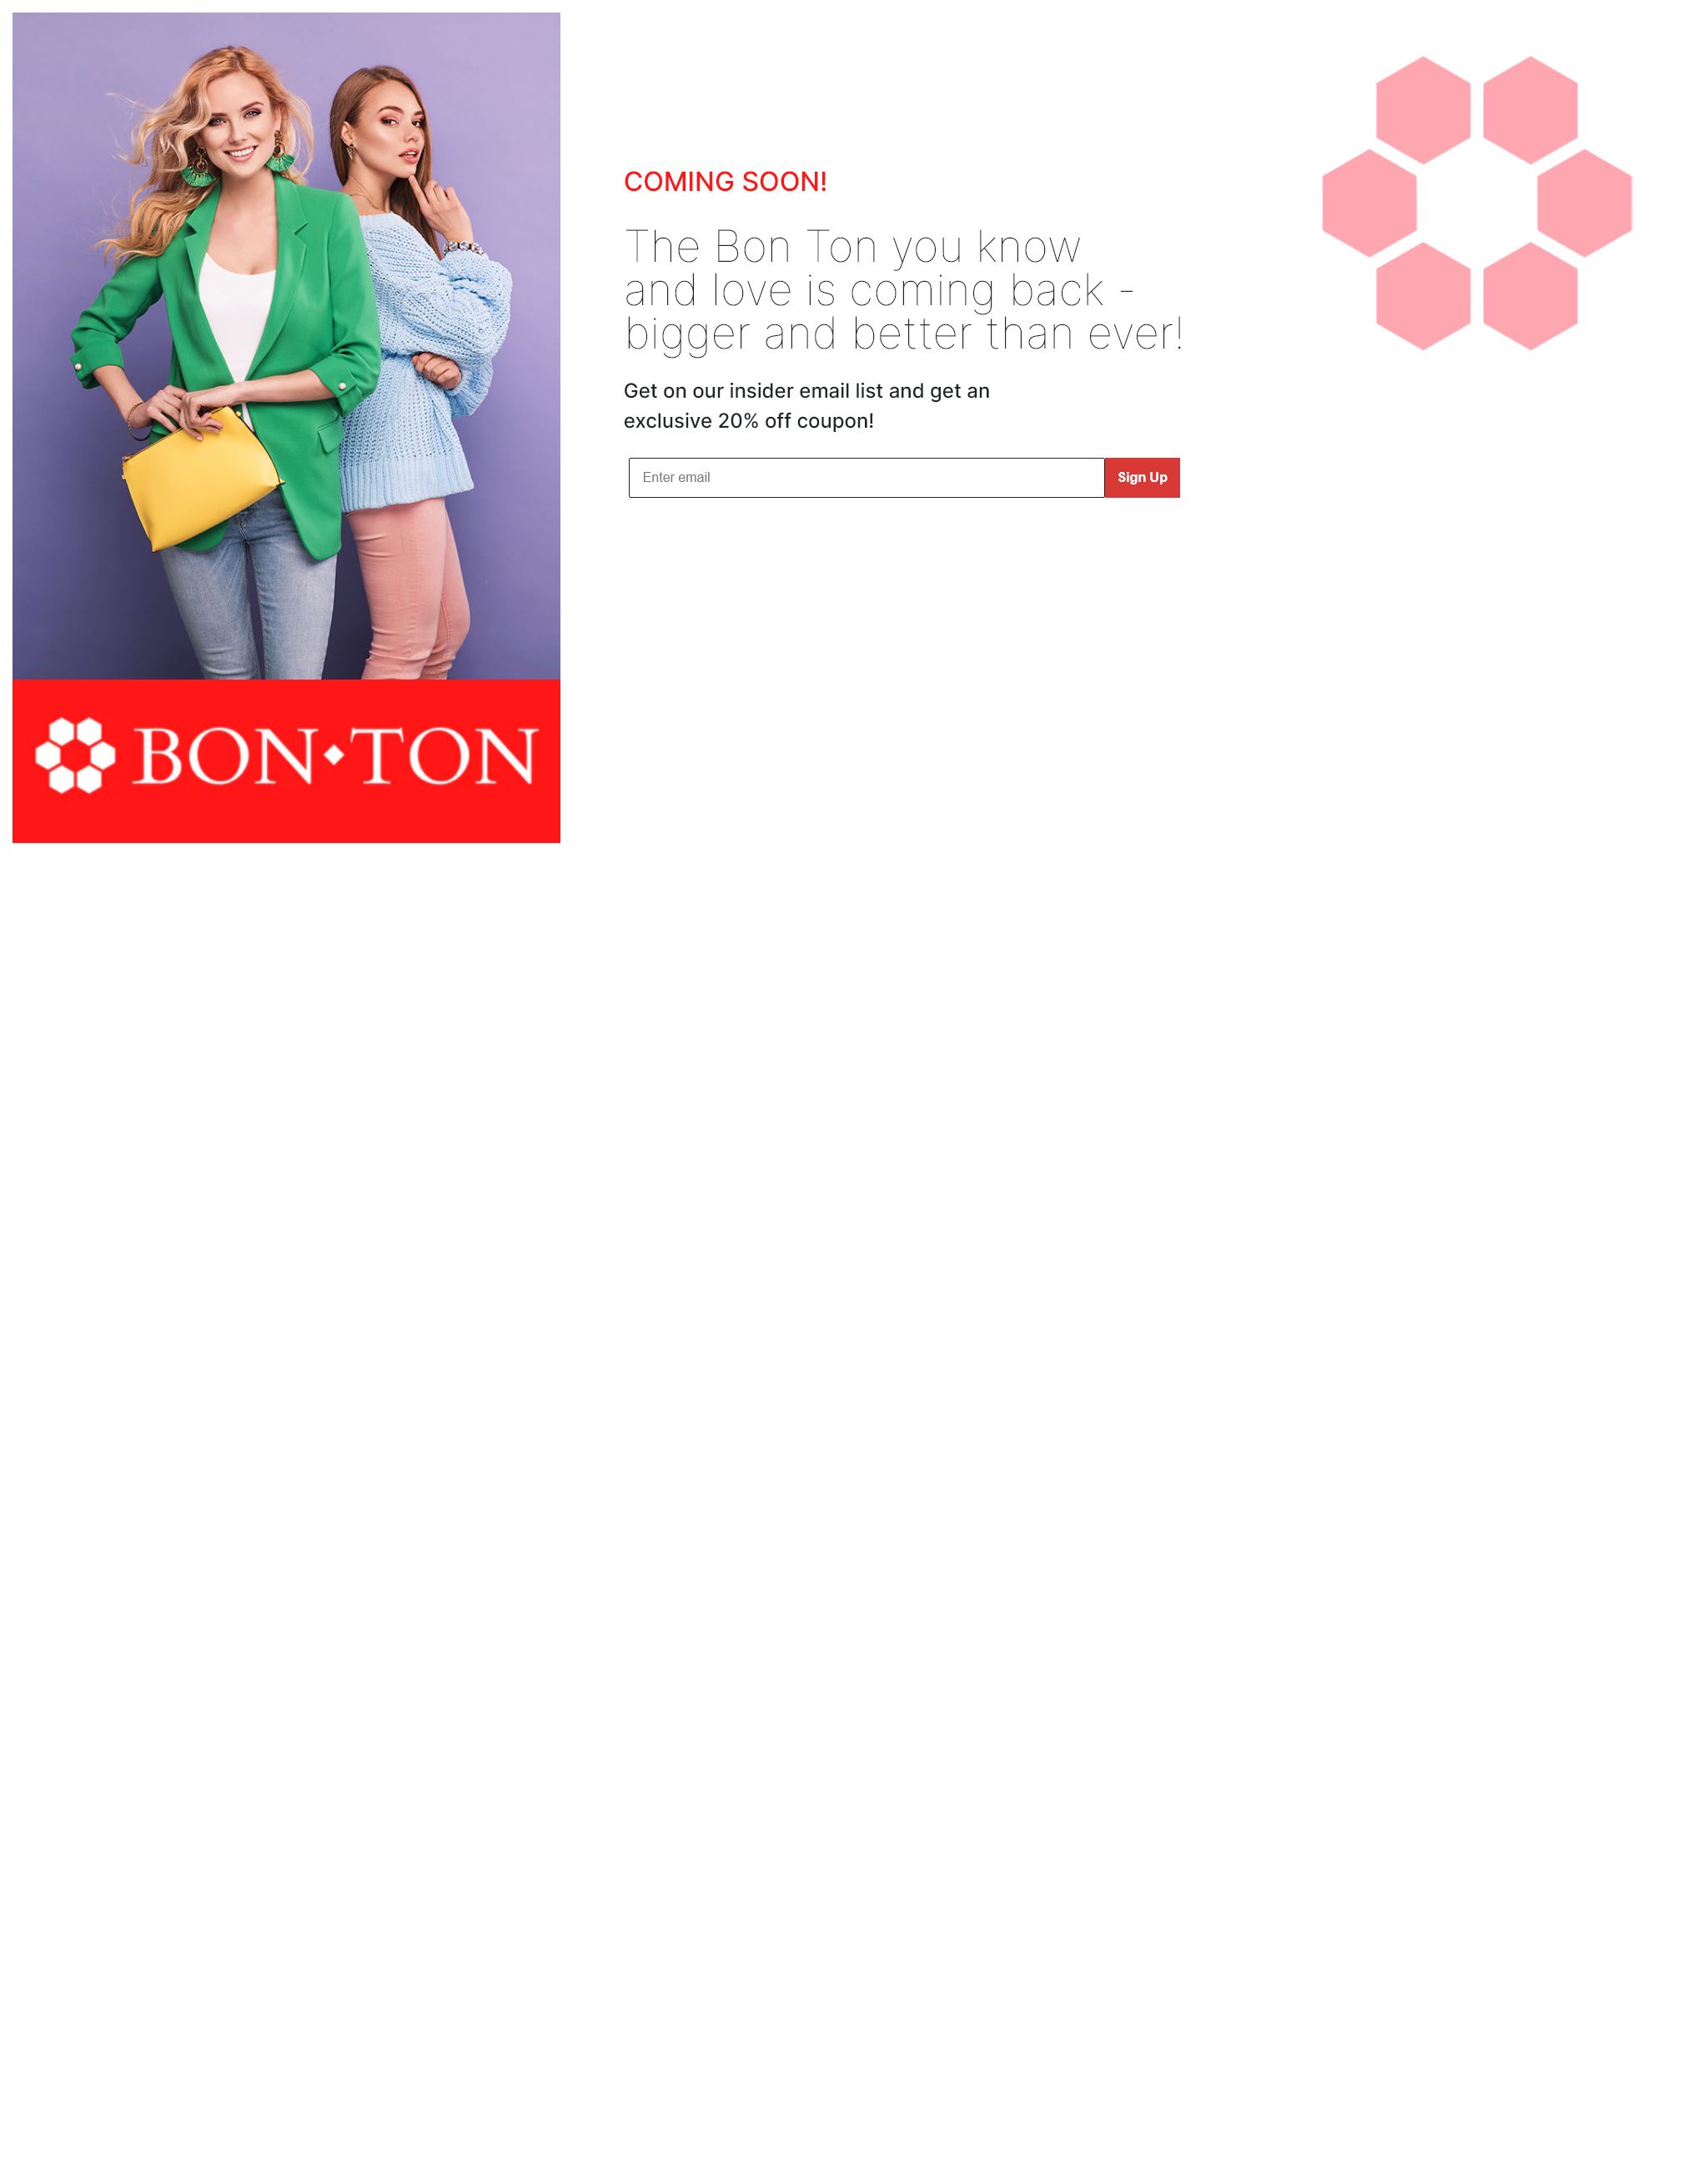 COMING SOON!
The Bon Ton you know
and love is coming back -
bigger and better than ever!
Get on our insider email list and get an
exclusive 20% off coupon!
Enter email
Sign Up
BON◆TON